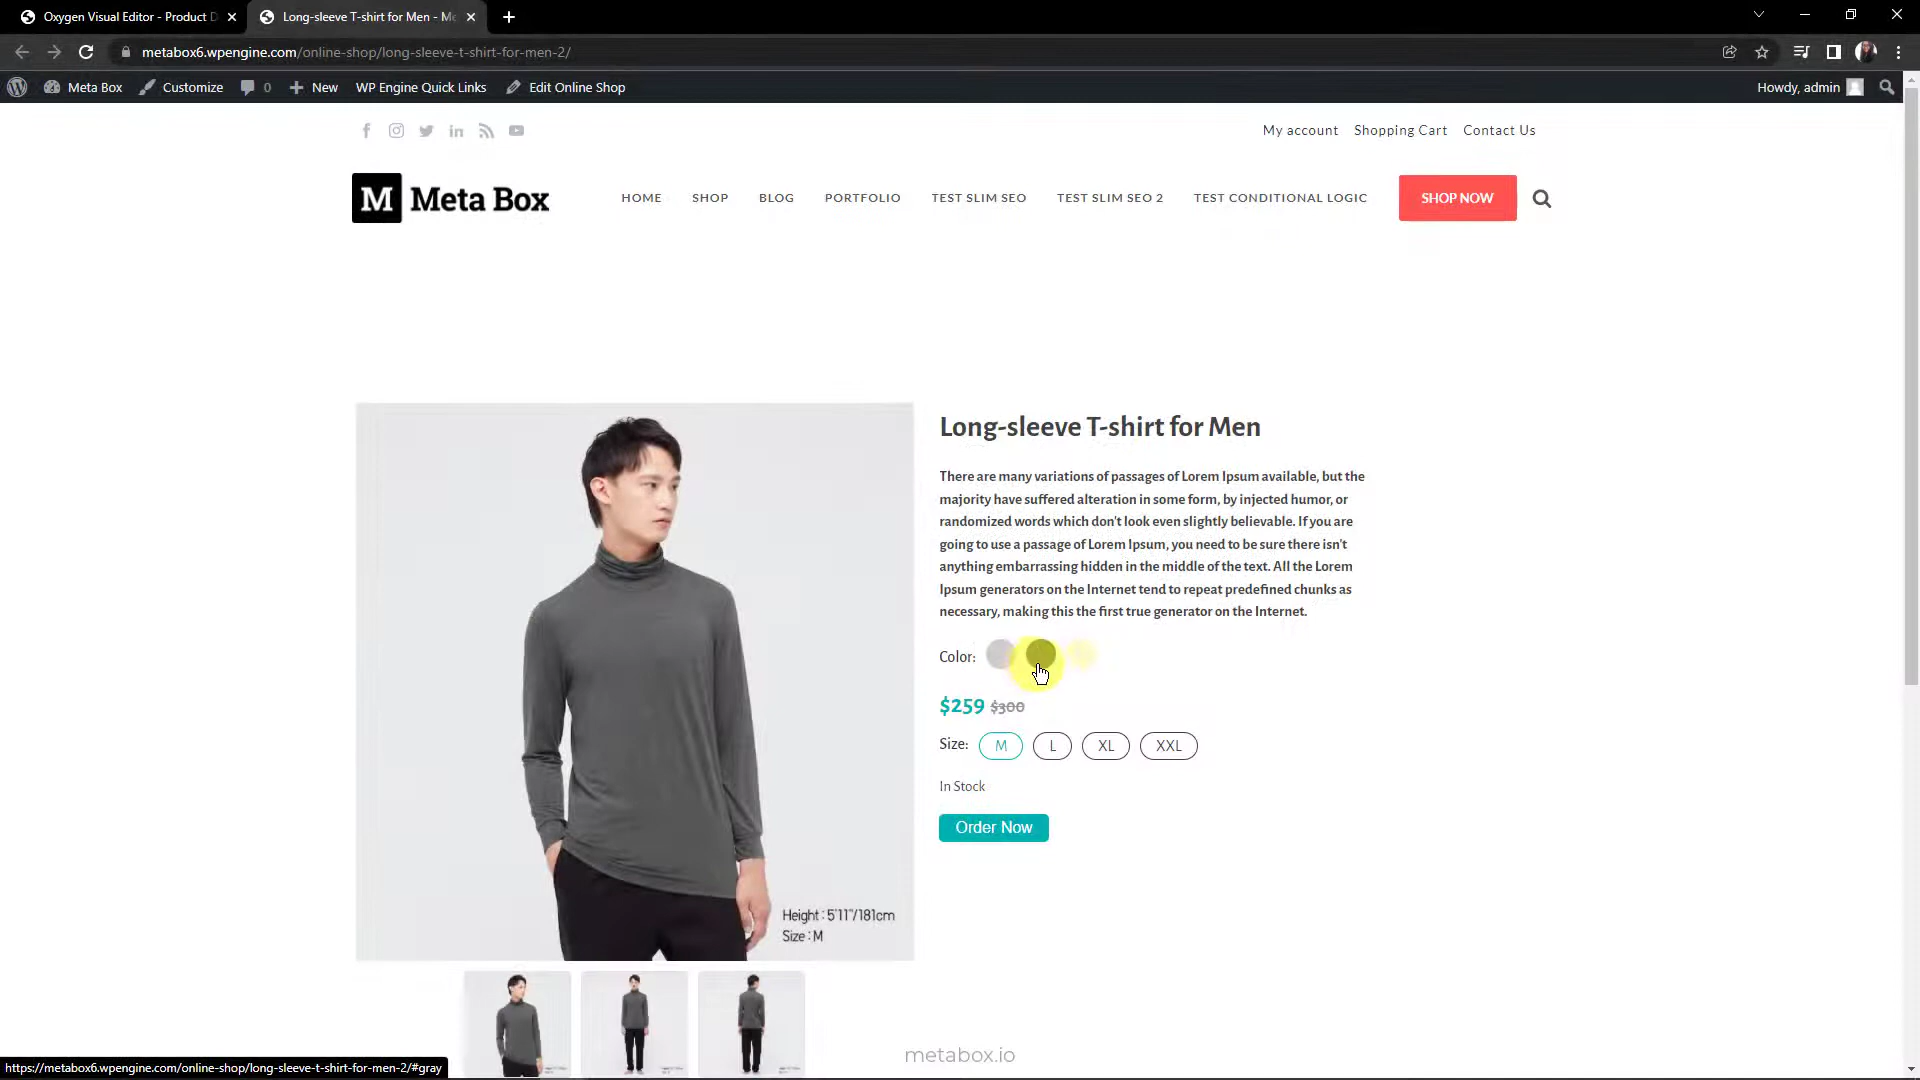 Oxygen Visual Editor - Product D
Long-sleeve T-shirt for Men - Me
metabox6.wpengine.com/online-shop/long-sleeve-t-shirt-for-men-2/
Meta Box
Customize
0
New
WP Engine Quick Links
Edit Online Shop
Howdy, admin
My account
Shopping Cart
Contact Us
M Meta Box
HOME
SHOP
BLOG
PORTFOLIO
TEST SLIM SEO
TEST SLIM SEO 2
TEST CONDITIONAL LOGIC
SHOP NOW
Long-sleeve T-shirt for Men
There are many variations of passages of Lorem Ipsum available, but the
majority have suffered alteration in some form, by injected humor, or
randomized words which don't look even slightly believable. If you are
going to use a passage of Lorem Ipsum, you need to be sure there isn't
anything embarrassing hidden in the middle of the text. All the Lorem
Ipsum generators on the Internet tend to repeat predefined chunks as
necessary, making this the first true generator on the Internet.
Color:
$259 $300
Size: M L XL XXL
In Stock
Order Now
Height : 5'11"/181cm
Size : M
metabox.io
https://metabox6.wpengine.com/online-shop/long-sleeve-t-shirt-for-men-2/#gray